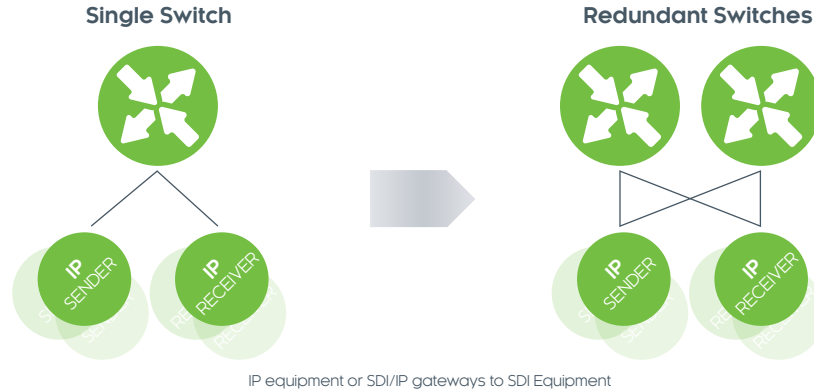 Single Switch
Redundant Switches
IP
SENDER
IP
RECEIVER
IP
SENDER
IP
RECEIVER
IP equipment or SDI/IP gateways to SDI Equipment